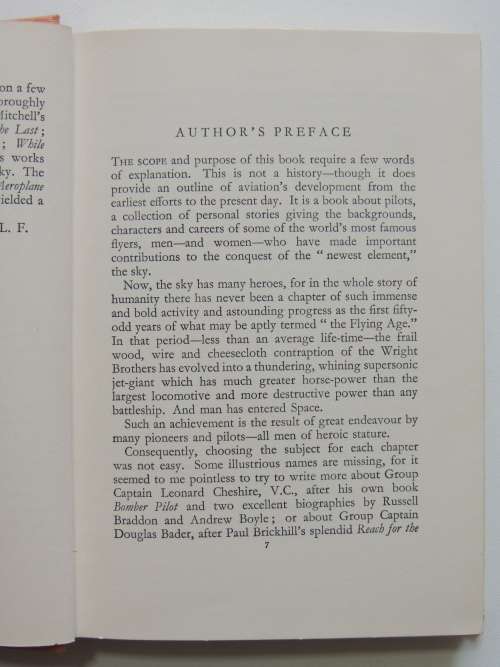 on a few
oroughly
Mitchell's
he Last ;
; While
s works
ky. The
Aeroplane
ielded a
L. F.
AUTHOR'S PREFACE
THE SCOPE and purpose of this book require a few words
of explanation. This is not a history—though it does
provide an outline of aviation's development from the
earliest efforts to the present day. It is a book about pilots,
a collection of personal stories giving the backgrounds,
characters and careers of some of the world's most famous
flyers, men—and women—who have made important
contributions to the conquest of the “ newest element,”
the sky.
Now, the sky has many heroes, for in the whole story of
humanity there has never been a chapter of such immense
and bold activity and astounding progress as the first fifty-
odd years of what may be aptly termed “ the Flying Age.”
In that period—less than an average life-time—the frail
wood, wire and cheesecloth contraption of the Wright
Brothers has evolved into a thundering, whining supersonic
jet-giant which has much greater horse-power than the
largest locomotive and more destructive power than any
battleship. And man has entered Space.
Such an achievement is the result of great endeavour by
many pioneers and pilots—all men of heroic stature.
Consequently, choosing the subject for each chapter
was not easy. Some illustrious names are missing, for it
seemed to me pointless to try to write more about Group
Captain Leonard Cheshire, V.C., after his own book
Bomber Pilot and two excellent biographies by Russell
Braddon and Andrew Boyle ; or about Group Captain
Douglas Bader, after Paul Brickhill's splendid Reach for the
7